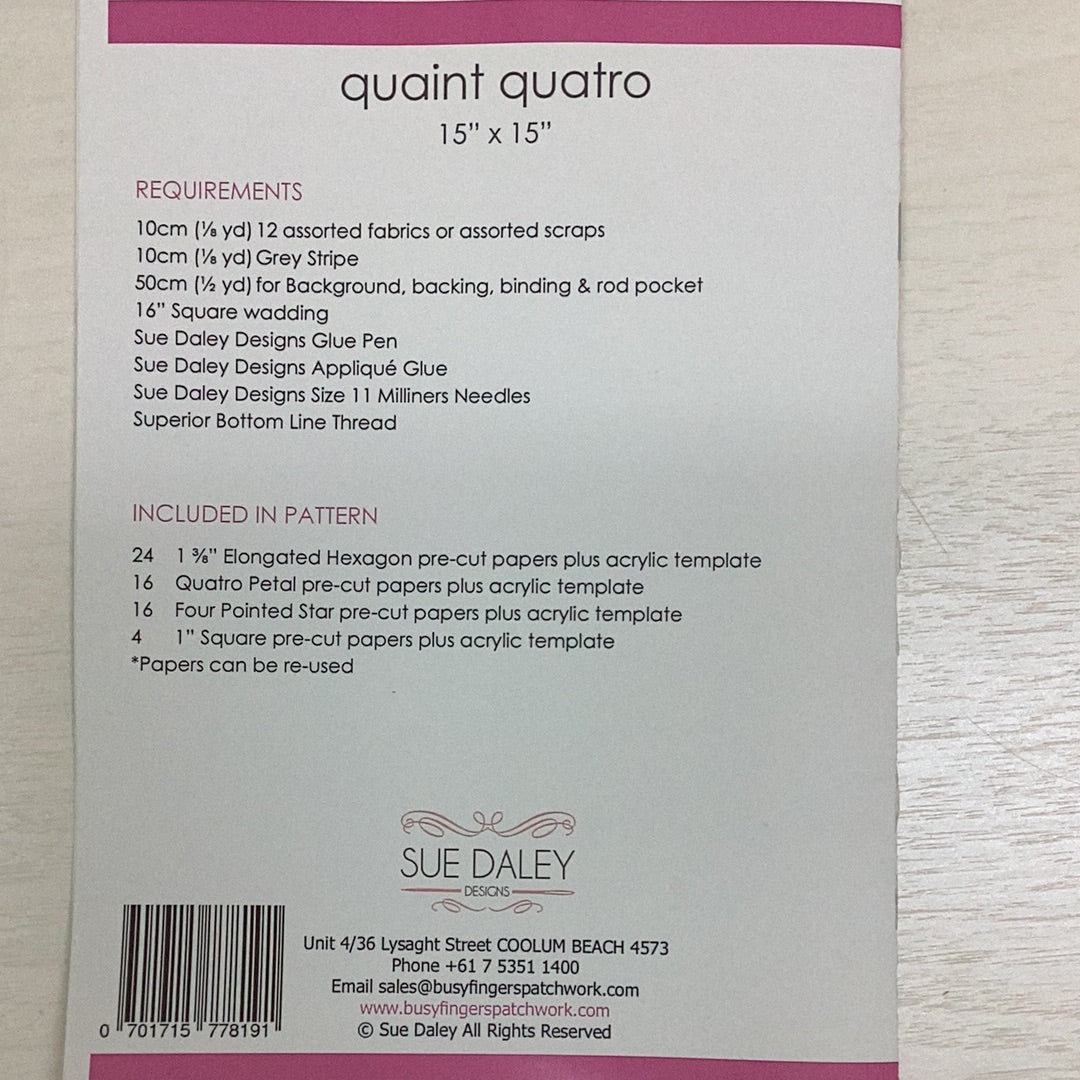 quaint quatro
15” x 15”
REQUIREMENTS
10cm (⅛ yd) 12 assorted fabrics or assorted scraps
10cm (⅛ yd) Grey Stripe
50cm (½ yd) for Background, backing, binding & rod pocket
16” Square wadding
Sue Daley Designs Glue Pen
Sue Daley Designs Appliqué Glue
Sue Daley Designs Size 11 Milliners Needles
Superior Bottom Line Thread
INCLUDED IN PATTERN
24 1 ⅜” Elongated Hexagon pre-cut papers plus acrylic template
16 Quatro Petal pre-cut papers plus acrylic template
16 Four Pointed Star pre-cut papers plus acrylic template
4 1” Square pre-cut papers plus acrylic template
*Papers can be re-used
SUE DALEY
DESIGNS
Unit 4/36 Lysaght Street COOLUM BEACH 4573
Phone +61 7 5351 1400
Email sales@busyfingerspatchwork.com
www.busyfingerspatchwork.com
© Sue Daley All Rights Reserved
0 701715 778191